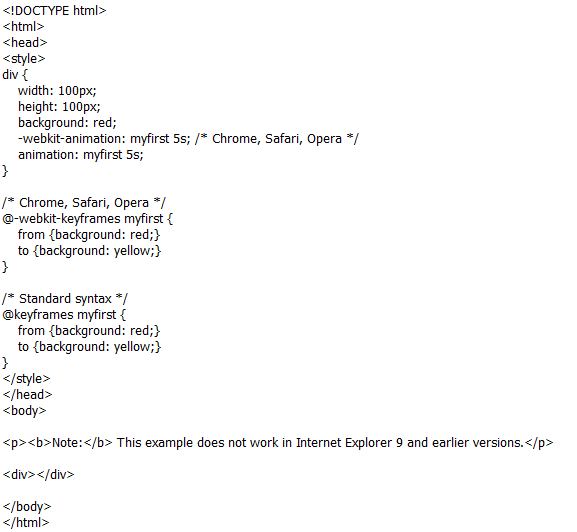 <!DOCTYPE html>
<html>
<head>
<style>
div {
    width: 100px;
    height: 100px;
    background: red;
    -webkit-animation: myfirst 5s; /* Chrome, Safari, Opera */
    animation: myfirst 5s;
}

/* Chrome, Safari, Opera */
@-webkit-keyframes myfirst {
    from {background: red;}
    to {background: yellow;}
}

/* Standard syntax */
@keyframes myfirst {
    from {background: red;}
    to {background: yellow;}
}
</style>
</head>
<body>

<p><b>Note:</b> This example does not work in Internet Explorer 9 and earlier versions.</p>

<div></div>

</body>
</html>